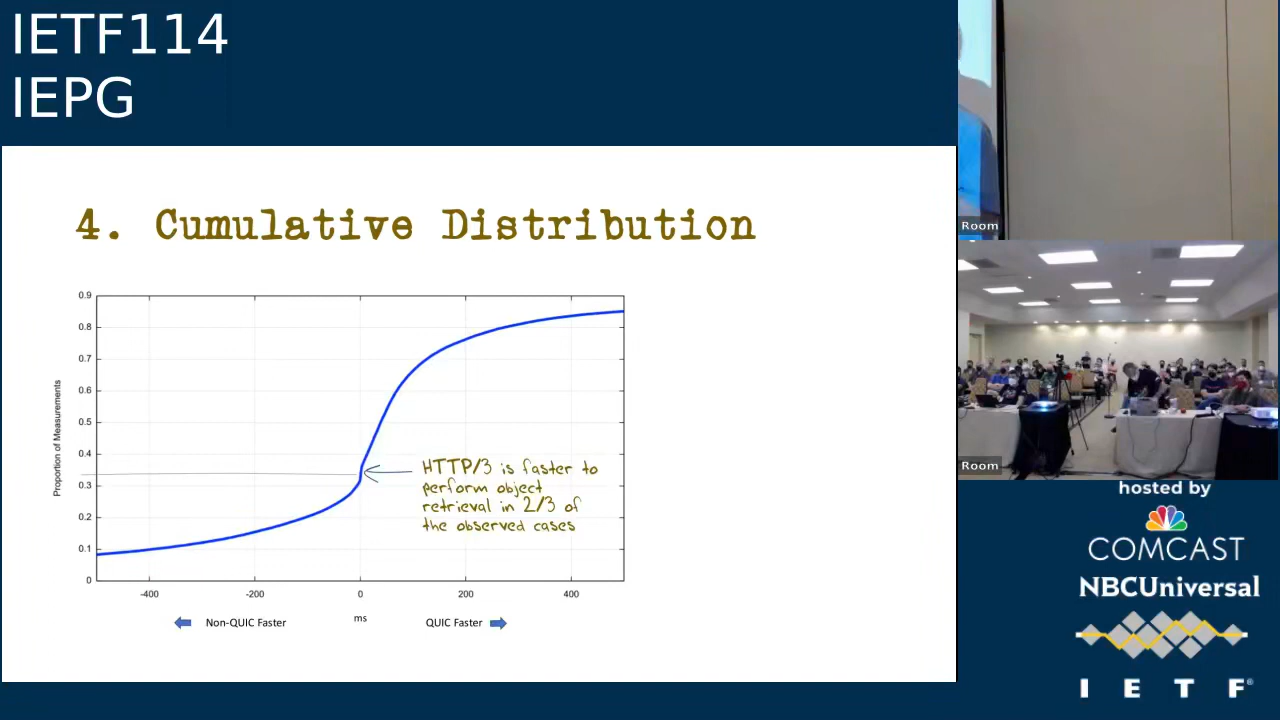 IETF114
IEPG
4. Cumulative Distribution
0.9
0.8
0.7
0.6
0.5
0.4
0.3
0.2
0.1
0
Proportion of Measurements
HTTP/3 is faster to
perform object
retrieval in 2/3 of
the observed cases
-400 -200 0 200 400
Non-QUIC Faster ms QUIC Faster
Room
Room
hosted by
COMCAST
NBCUniversal
I E T F®